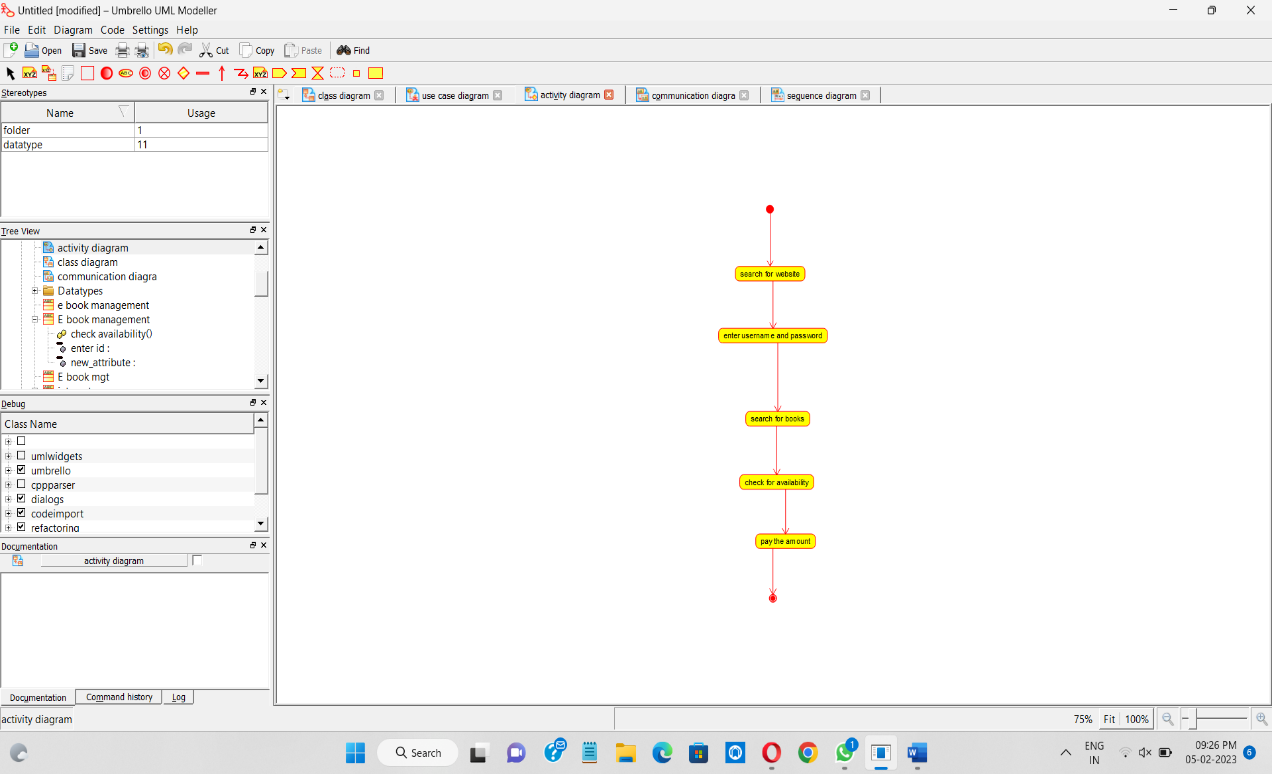 Untitled [modified] – Umbrello UML Modeller
File Edit Diagram Code Settings Help
Open Save Cut Copy Paste Find
Stereotypes
Name Usage
folder 1
datatype 11
Tree View
activity diagram
class diagram
communication diagra
Datatypes
e book management
E book management
check availability()
enter id :
new_attribute :
E book mgt
Debug
Class Name
umlwidgets
umbrello
cppparser
dialogs
codeimport
refactoring
Documentation
activity diagram
Documentation Command history Log
activity diagram
class diagram use case diagram activity diagram communication diagra sequence diagram
search for website
enter username and password
search for books
check for availability
pay the amount
75% Fit 100%
Search
1
ENG
IN
09:26 PM
05-02-2023
6